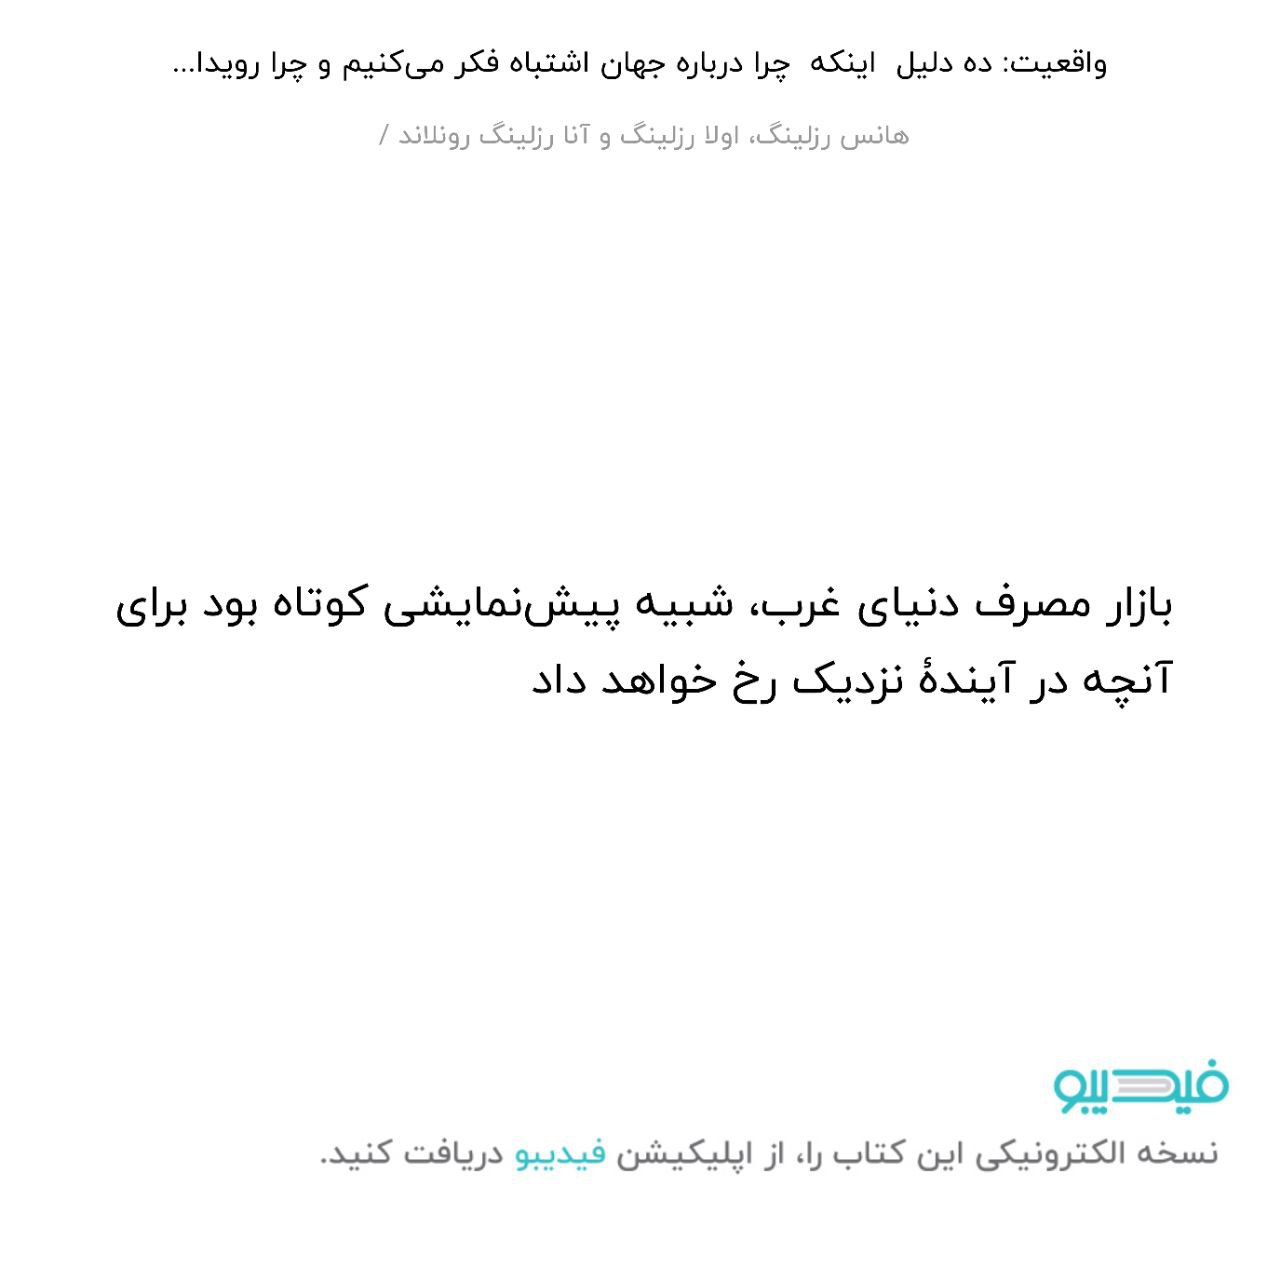 واقعیت: ده دلیل اینکه چرا درباره جهان اشتباه فکر می‌کنیم و چرا رویدا...
هانس رزلینگ، اولا رزلینگ و آنا رزلینگ رونلاند /
بازار مصرف دنیای غرب، شبیه پیش‌نمایشی کوتاه بود برای
آنچه در آیندهٔ نزدیک رخ خواهد داد
فیدیبو
نسخه الکترونیکی این کتاب را، از اپلیکیشن فیدیبو دریافت کنید.